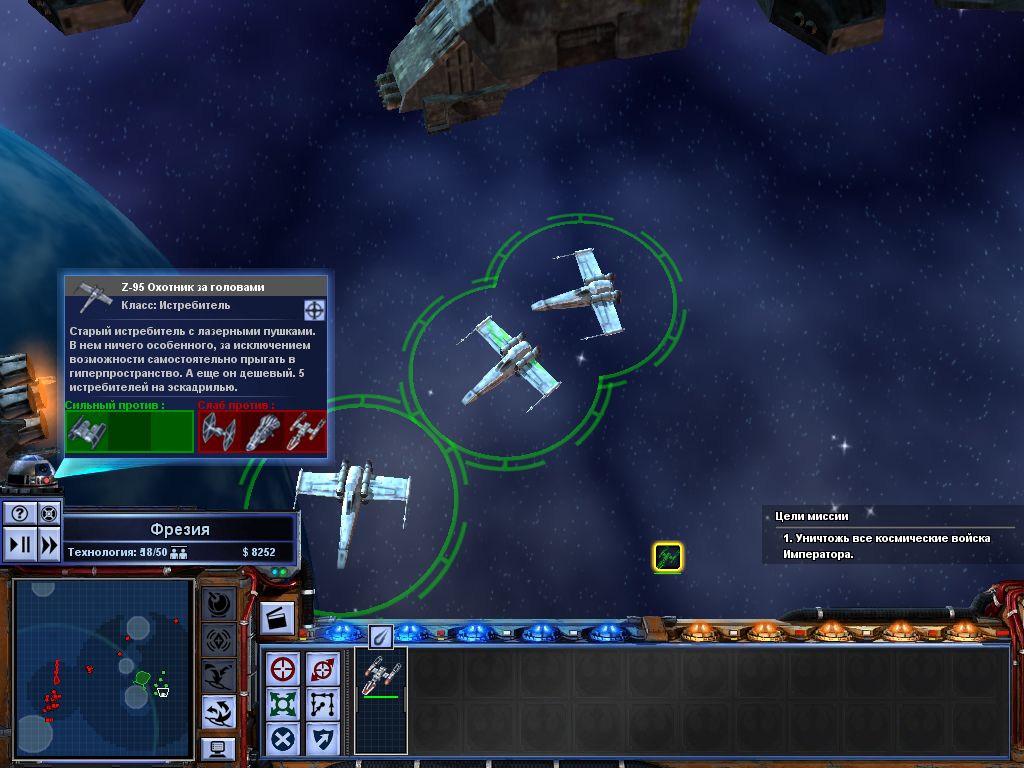 Z-95 Охотник за головами
Класс: Истребитель
Старый истребитель с лазерными пушками.
В нем ничего особенного, за исключением
возможности самостоятельно прыгать в
гиперпространство. А еще он дешевый. 5
истребителей на эскадрилью.
Сильный против :
Слаб против :
Фрезия
Технология: 18/50
$ 8252
Цели миссии
1. Уничтожь все космические войска
Императора.